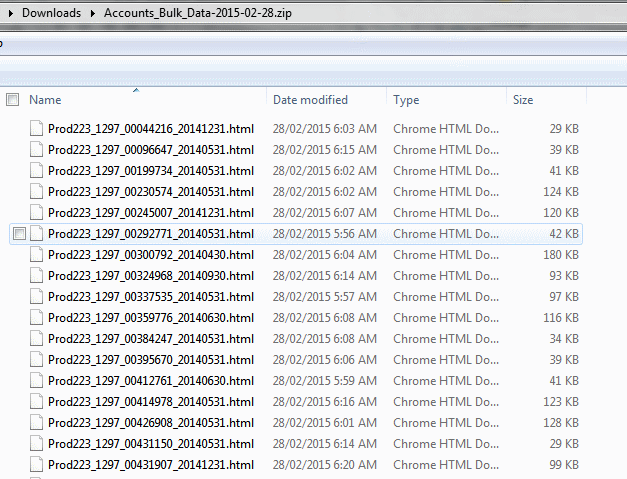 Downloads Accounts_Bulk_Data-2015-02-28.zip
Name Date modified Type Size
Prod223_1297_00044216_20141231.html 28/02/2015 6:03 AM Chrome HTML Do... 29 KB
Prod223_1297_00096647_20140531.html 28/02/2015 6:15 AM Chrome HTML Do... 39 KB
Prod223_1297_00199734_20140531.html 28/02/2015 6:02 AM Chrome HTML Do... 41 KB
Prod223_1297_00230574_20140531.html 28/02/2015 6:02 AM Chrome HTML Do... 124 KB
Prod223_1297_00245007_20141231.html 28/02/2015 6:07 AM Chrome HTML Do... 120 KB
Prod223_1297_00292771_20140531.html 28/02/2015 5:56 AM Chrome HTML Do... 42 KB
Prod223_1297_00300792_20140430.html 28/02/2015 6:04 AM Chrome HTML Do... 180 KB
Prod223_1297_00324968_20140930.html 28/02/2015 6:14 AM Chrome HTML Do... 93 KB
Prod223_1297_00337535_20140531.html 28/02/2015 5:57 AM Chrome HTML Do... 97 KB
Prod223_1297_00359776_20140630.html 28/02/2015 6:08 AM Chrome HTML Do... 116 KB
Prod223_1297_00384247_20140531.html 28/02/2015 6:08 AM Chrome HTML Do... 34 KB
Prod223_1297_00395670_20140531.html 28/02/2015 6:06 AM Chrome HTML Do... 39 KB
Prod223_1297_00412761_20140630.html 28/02/2015 5:59 AM Chrome HTML Do... 41 KB
Prod223_1297_00414978_20140531.html 28/02/2015 6:16 AM Chrome HTML Do... 123 KB
Prod223_1297_00426908_20140531.html 28/02/2015 6:01 AM Chrome HTML Do... 128 KB
Prod223_1297_00431150_20140531.html 28/02/2015 6:14 AM Chrome HTML Do... 29 KB
Prod223_1297_00431907_20141231.html 28/02/2015 6:20 AM Chrome HTML Do... 99 KB